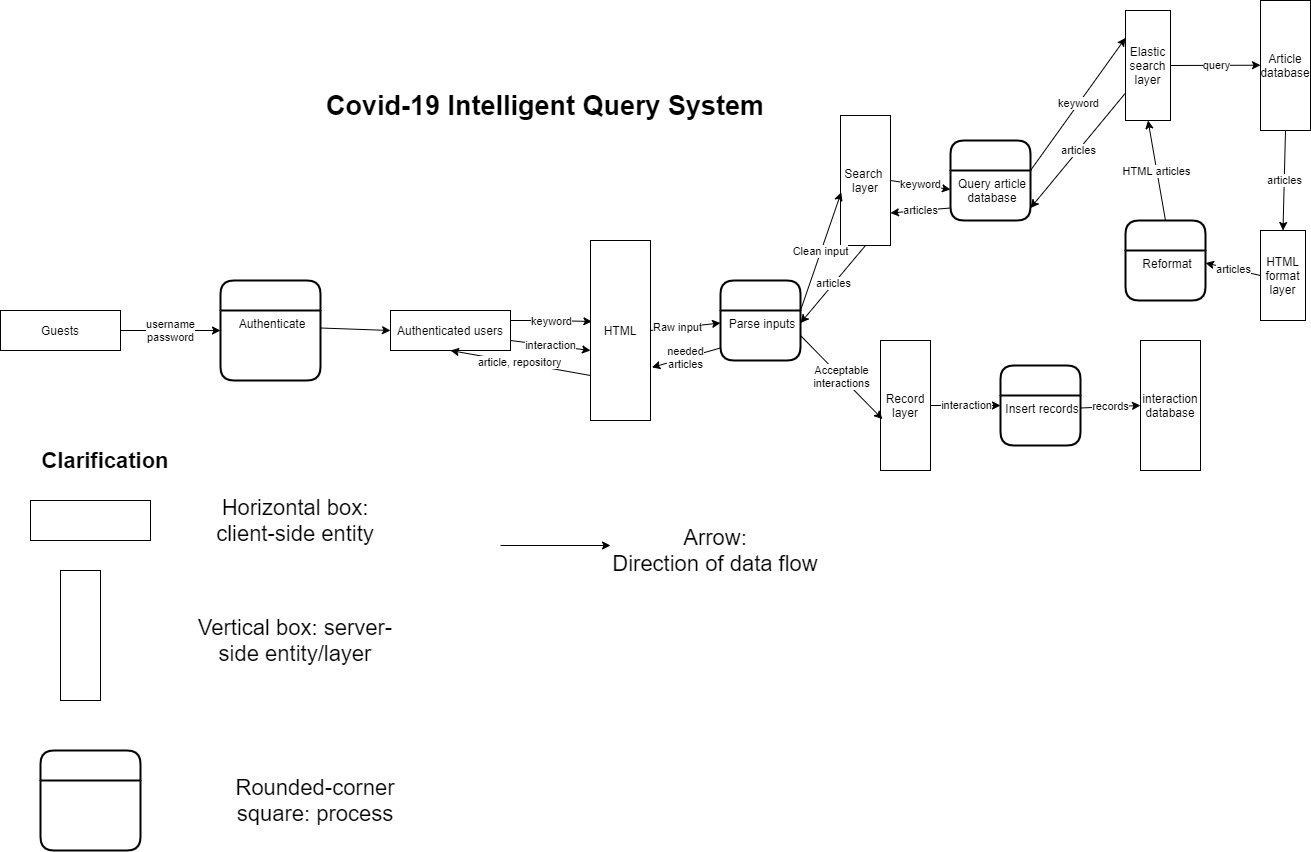 Covid-19 Intelligent Query System
Guests
username
password
Authenticate
Authenticated users
keyword
interaction
article, repository
HTML
Raw input
needed
articles
Parse inputs
Clean input
articles
Acceptable
interactions
Search
layer
keyword
articles
Query article
database
keyword
articles
Elastic
search
layer
query
Article
database
articles
HTML
format
layer
articles
Reformat
HTML articles
Record
layer
interaction
Insert records
records
interaction
database
Clarification
Horizontal box:
client-side entity
Arrow:
Direction of data flow
Vertical box: server-
side entity/layer
Rounded-corner
square: process